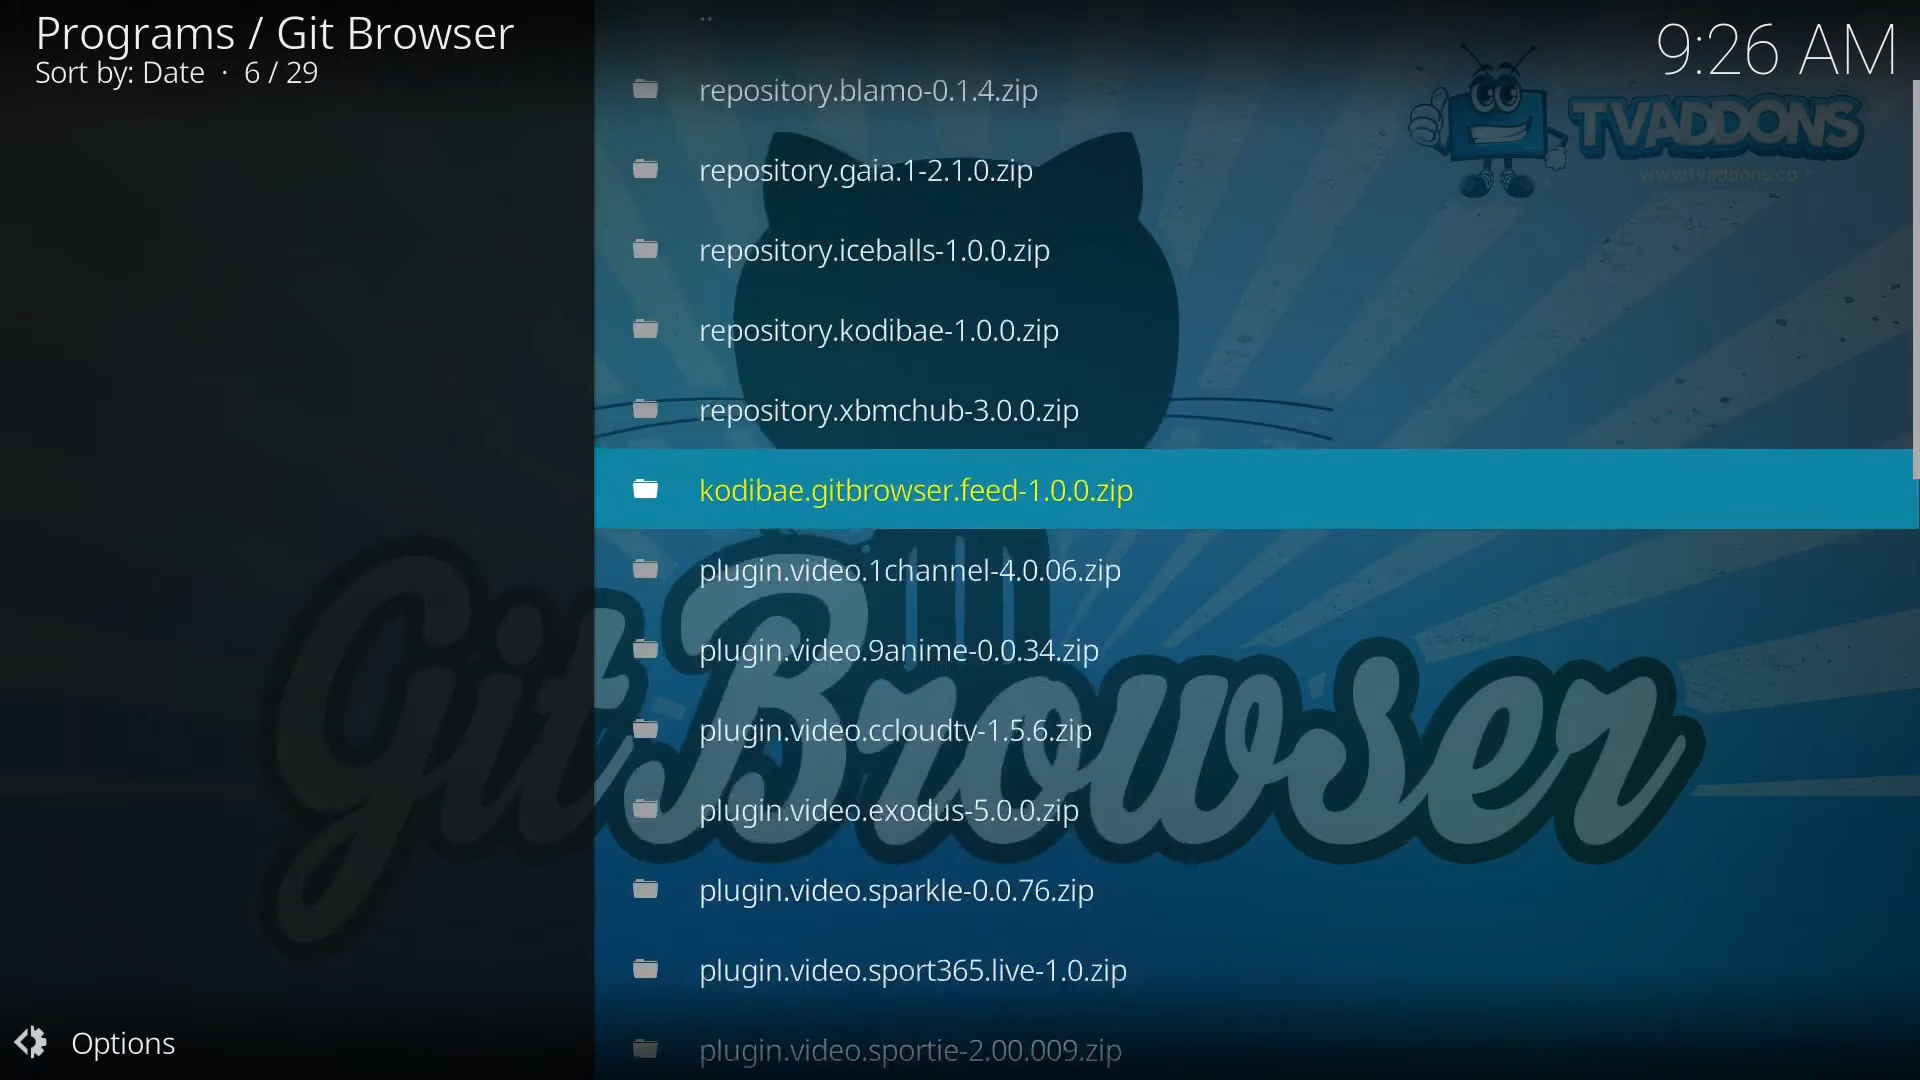 Programs / Git Browser
Sort by: Date · 6 / 29
9:26 AM
..
repository.blamo-0.1.4.zip
repository.gaia.1-2.1.0.zip
repository.iceballs-1.0.0.zip
repository.kodibae-1.0.0.zip
repository.xbmchub-3.0.0.zip
kodibae.gitbrowser.feed-1.0.0.zip
plugin.video.1channel-4.0.06.zip
plugin.video.9anime-0.0.34.zip
plugin.video.ccloudtv-1.5.6.zip
plugin.video.exodus-5.0.0.zip
plugin.video.sparkle-0.0.76.zip
plugin.video.sport365.live-1.0.zip
plugin.video.sportie-2.00.009.zip
TVADDONS
www.tvaddons.co
GitBrowser
Options